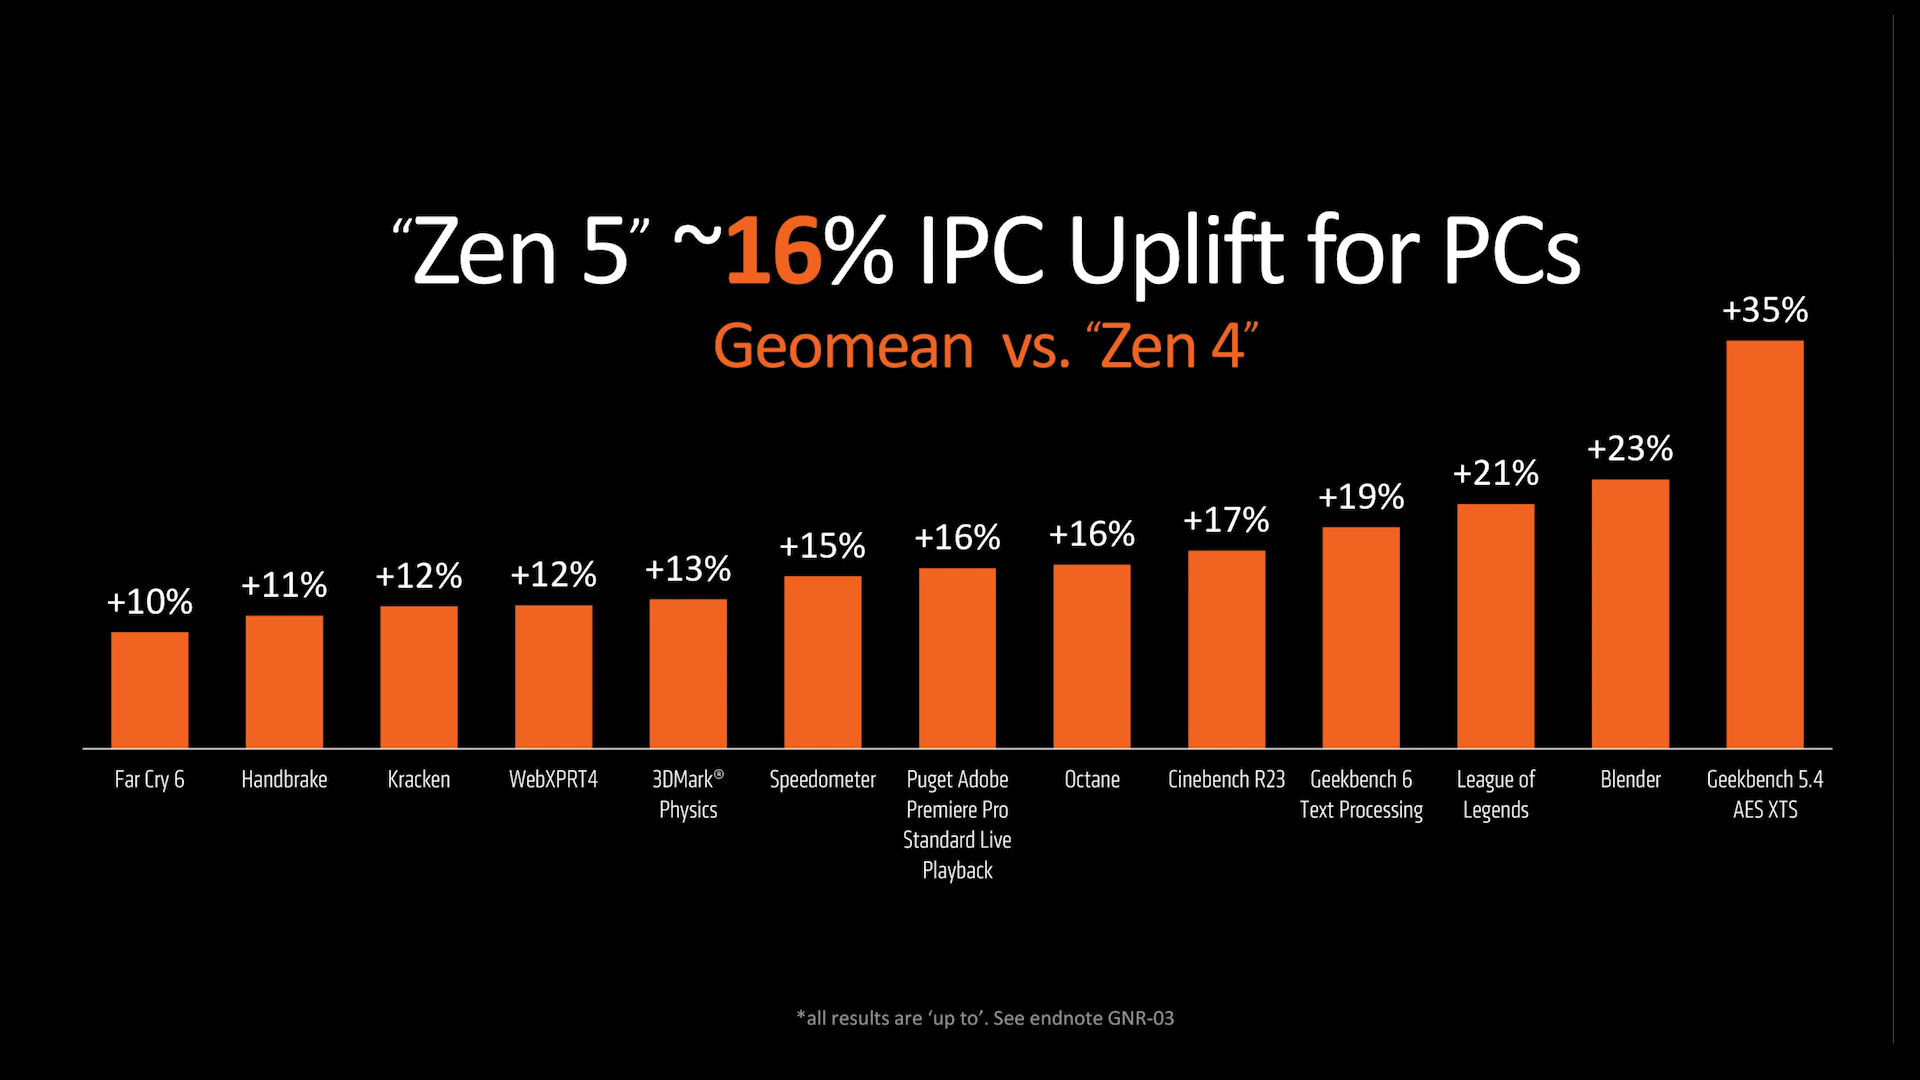 “Zen 5” ~16% IPC Uplift for PCs
Geomean vs. “Zen 4”
+10%
+11%
+12%
+12%
+13%
+15%
+16%
+16%
+17%
+19%
+21%
+23%
+35%
Far Cry 6
Handbrake
Kracken
WebXPRT4
3DMark®
Physics
Speedometer
Puget Adobe
Premiere Pro
Standard Live
Playback
Octane
Cinebench R23
Geekbench 6
Text Processing
League of
Legends
Blender
Geekbench 5.4
AES XTS
*all results are ‘up to’. See endnote GNR-03